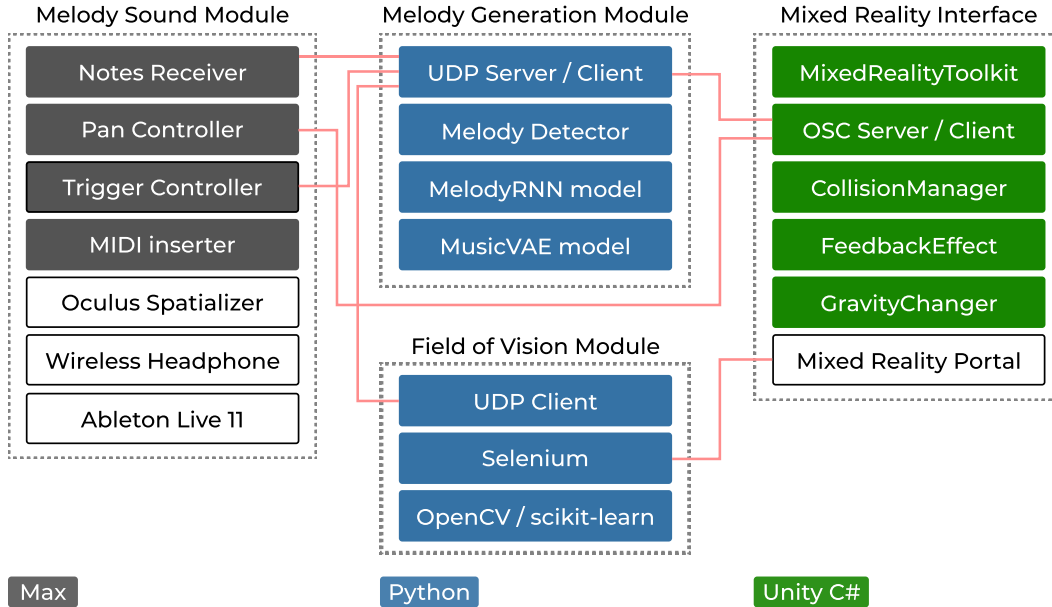 Melody Sound Module
Notes Receiver
Pan Controller
Trigger Controller
MIDI inserter
Oculus Spatializer
Wireless Headphone
Ableton Live 11
Melody Generation Module
UDP Server / Client
Melody Detector
MelodyRNN model
MusicVAE model
Field of Vision Module
UDP Client
Selenium
OpenCV / scikit-learn
Mixed Reality Interface
MixedRealityToolkit
OSC Server / Client
CollisionManager
FeedbackEffect
GravityChanger
Mixed Reality Portal
Max
Python
Unity C#